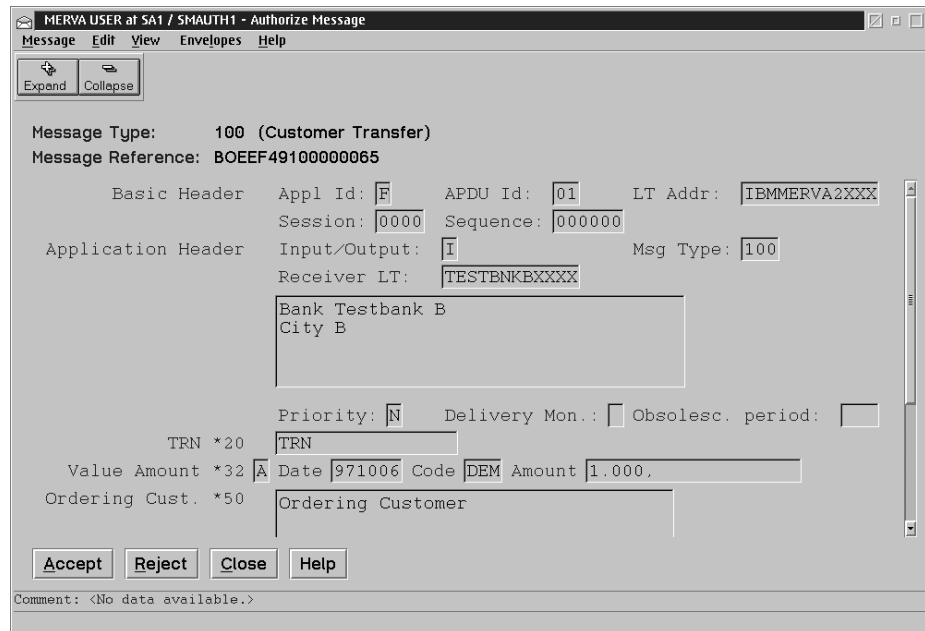 MERVA USER at SA1 / SMAUTH1 - Authorize Message
Message Edit View Envelopes Help
Expand Collapse
Message Type: 100 (Customer Transfer)
Message Reference: BOEEF49100000065
Basic Header Appl Id: F APDU Id: 01 LT Addr: IBMMERVA2XXX
Session: 0000 Sequence: 000000
Application Header Input/Output: I Msg Type: 100
Receiver LT: TESTBNKBXXXX
Bank Testbank B
City B
Priority: N Delivery Mon.: Obsolesc. period:
TRN *20 TRN
Value Amount *32 A Date 971006 Code DEM Amount 1.000,
Ordering Cust. *50 Ordering Customer
Accept Reject Close Help
Comment: <No data available.>